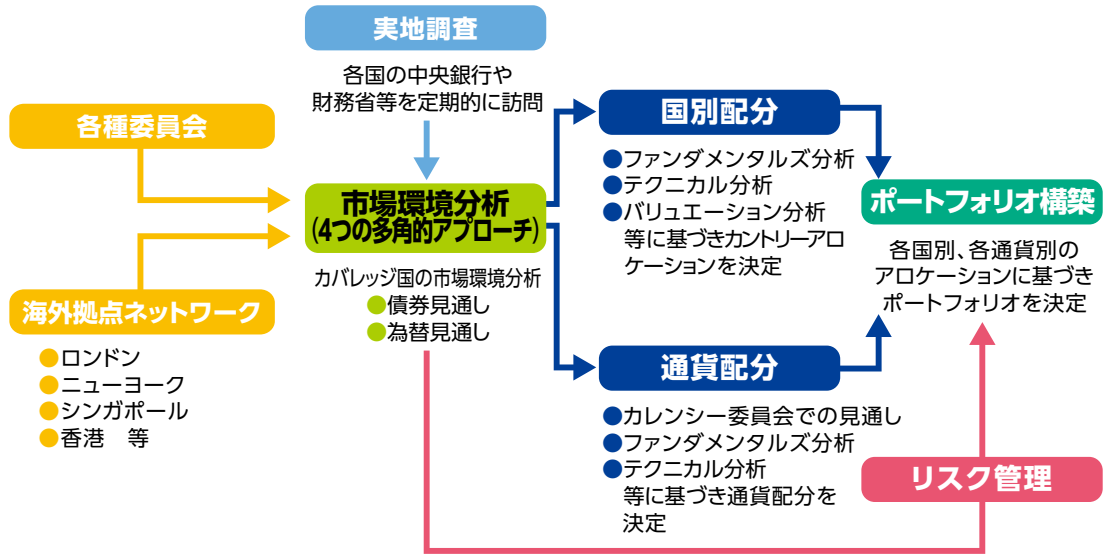 実地調査
各国の中央銀行や
財務省等を定期的に訪問
各種委員会
海外拠点ネットワーク
●ロンドン
●ニューヨーク
●シンガポール
●香港　等
市場環境分析
(4つの多角的アプローチ)
カバレッジ国の市場環境分析
●債券見通し
●為替見通し
国別配分
●ファンダメンタルズ分析
●テクニカル分析
●バリュエーション分析
等に基づきカントリーアロ
ケーションを決定
通貨配分
●カレンシー委員会での見通し
●ファンダメンタルズ分析
●テクニカル分析
等に基づき通貨配分を
決定
ポートフォリオ構築
各国別、各通貨別の
アロケーションに基づき
ポートフォリオを決定
リスク管理